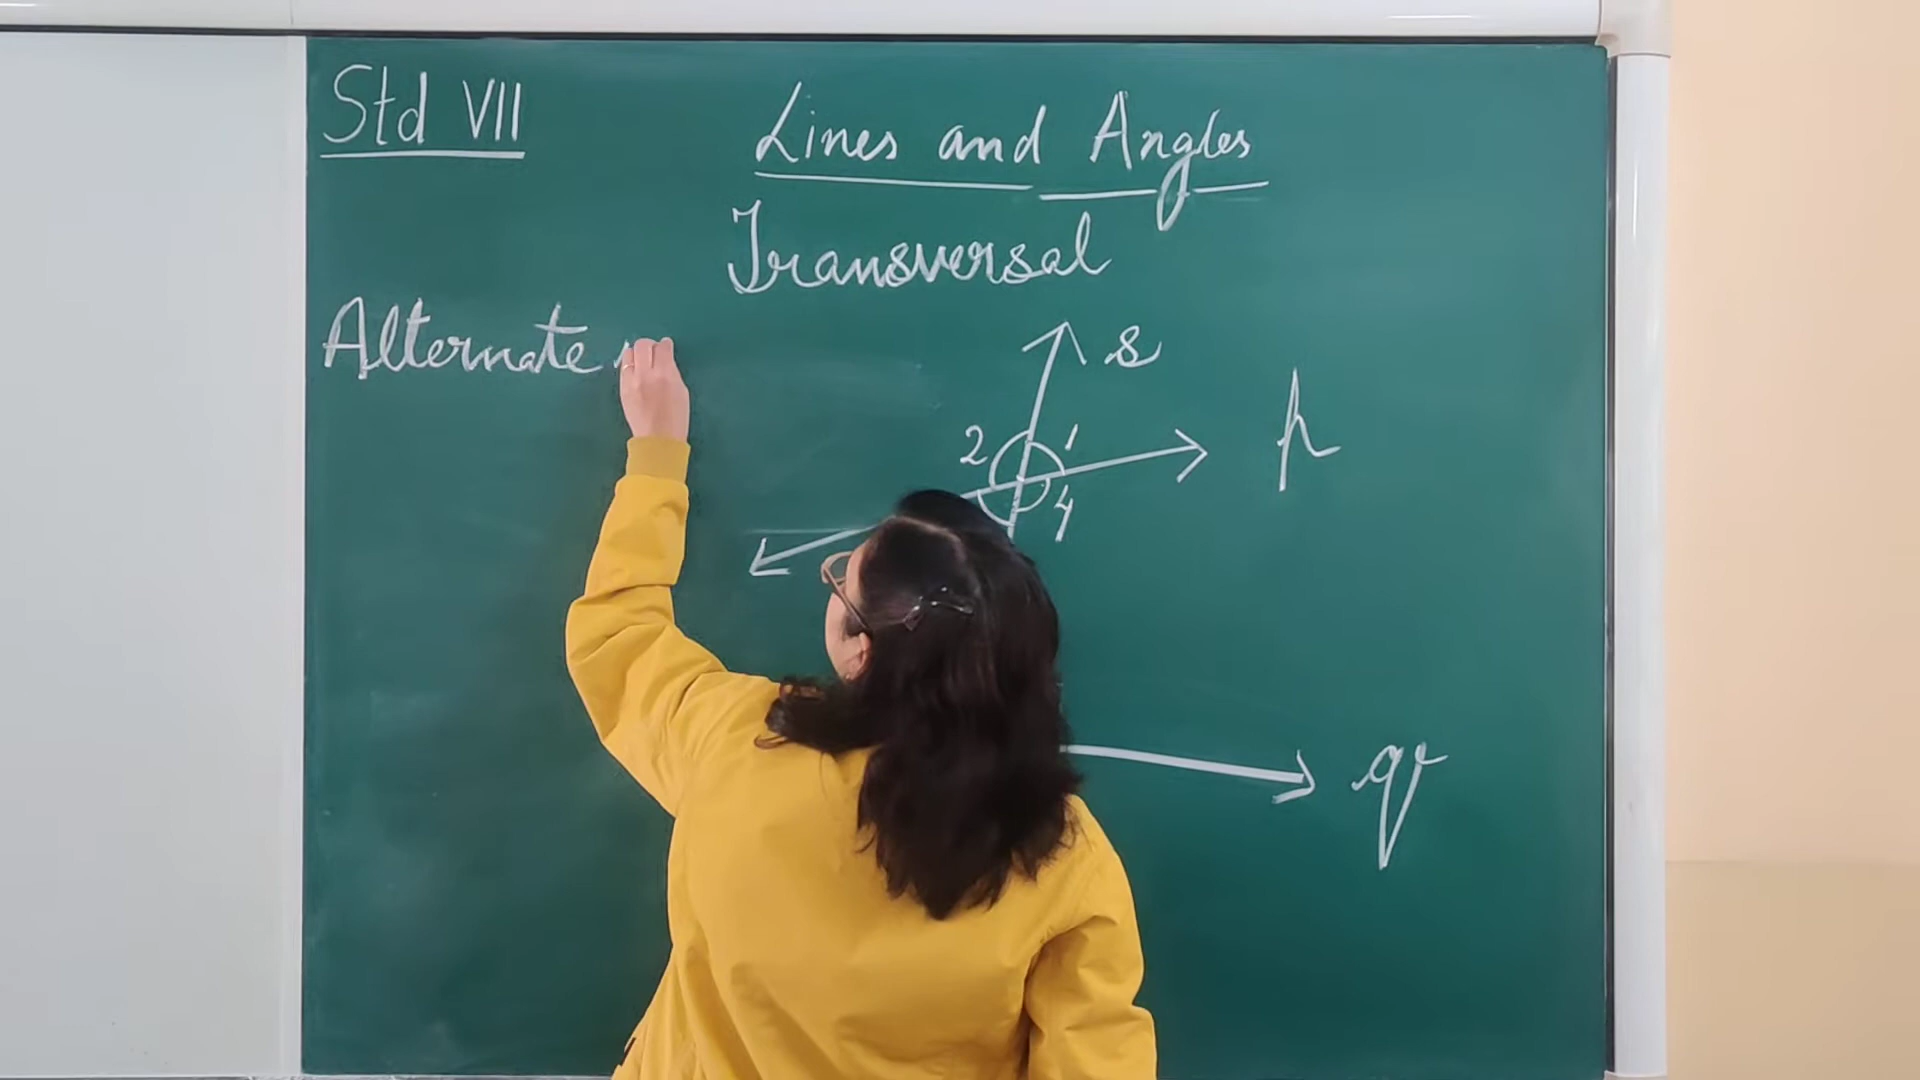 Std VII
Lines and Angles
Transversal
Alternate
s
2 1
p
4
q